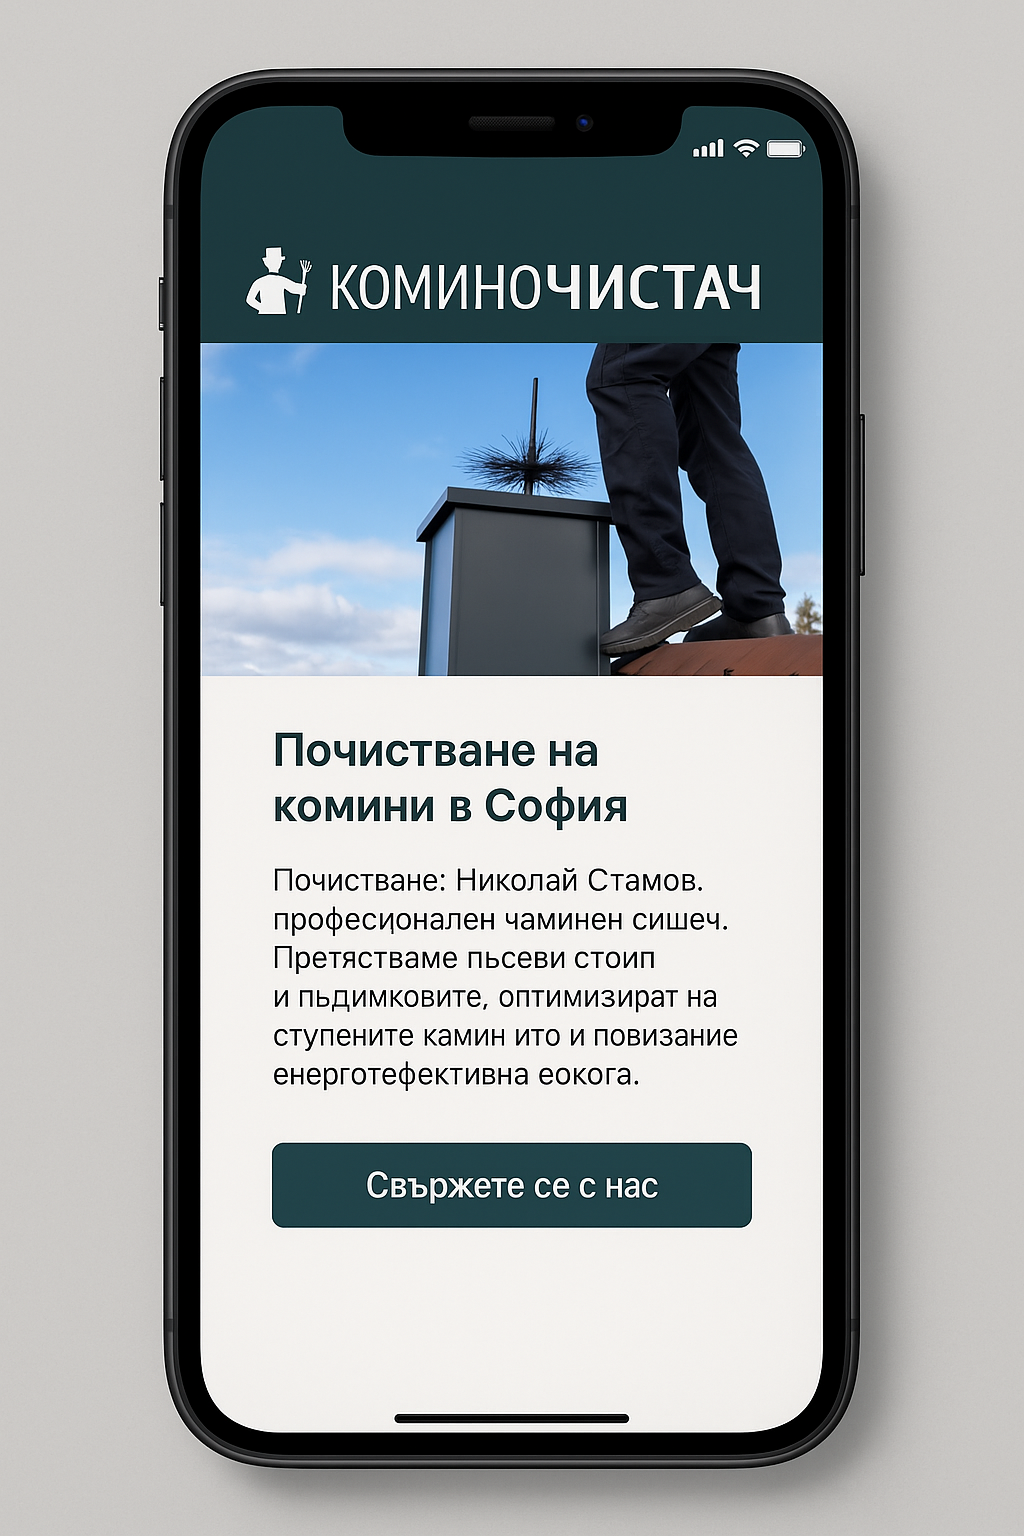 КОМИНОЧИСТАЧ
Почистване на
комини в София
Почистване: Николай Стамов.
професįонален чаминен сишеч.
Претястваме пьсеви стоип
и пьдимковите, оптимизират на
ступените камин ито и повизание
енерготефективна еокога.
Свържете се с нас